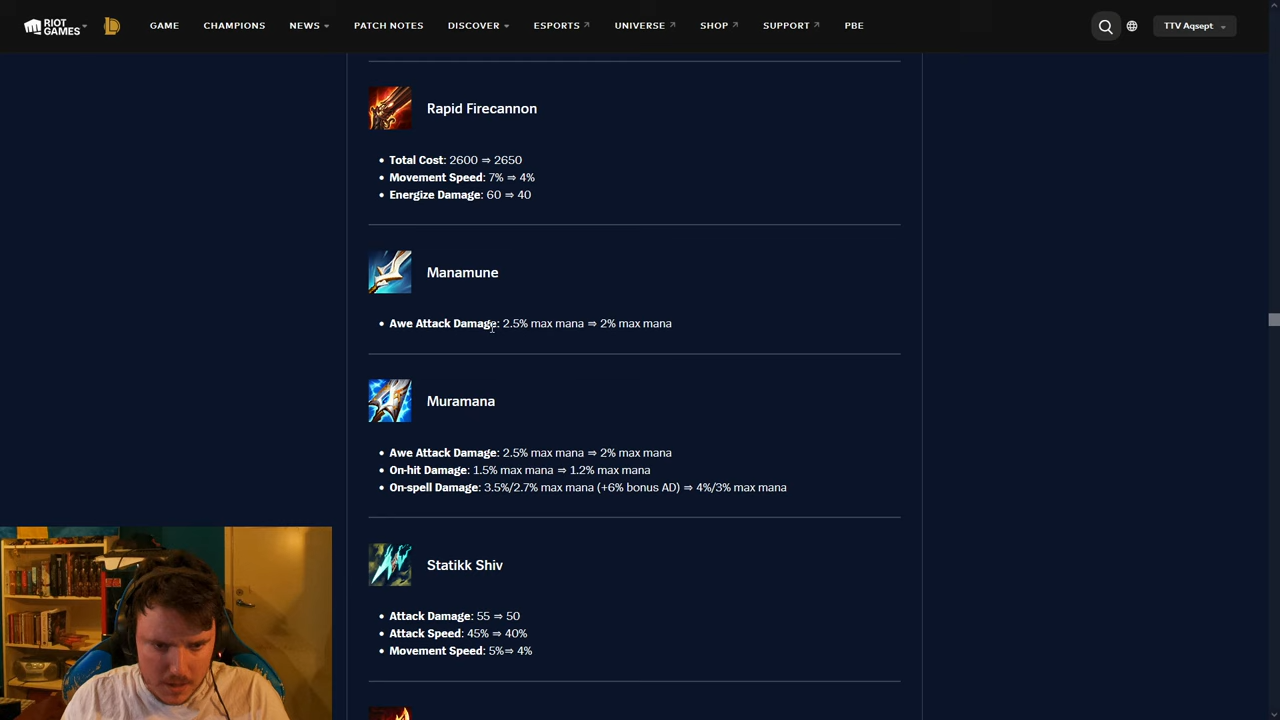 RIOT GAMES
GAME
CHAMPIONS
NEWS
PATCH NOTES
DISCOVER
ESPORTS
UNIVERSE
SHOP
SUPPORT
PBE
TTV Aqsept
Rapid Firecannon
• Total Cost: 2600 ⇒ 2650
• Movement Speed: 7% ⇒ 4%
• Energize Damage: 60 ⇒ 40
Manamune
• Awe Attack Damage: 2.5% max mana ⇒ 2% max mana
Muramana
• Awe Attack Damage: 2.5% max mana ⇒ 2% max mana
• On-hit Damage: 1.5% max mana ⇒ 1.2% max mana
• On-spell Damage: 3.5%/2.7% max mana (+6% bonus AD) ⇒ 4%/3% max mana
Statikk Shiv
• Attack Damage: 55 ⇒ 50
• Attack Speed: 45% ⇒ 40%
• Movement Speed: 5%⇒ 4%